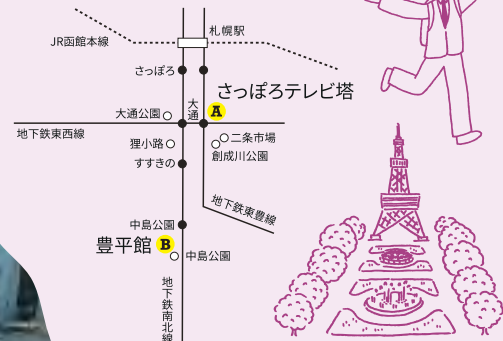 札幌駅
JR函館本線
さっぽろ
さっぽろテレビ塔
大通
A
大通公園
地下鉄東西線
二条市場
狸小路
創成川公園
すすきの
地下鉄東豊線
中島公園
豊平館
B
中島公園
地下鉄南北線